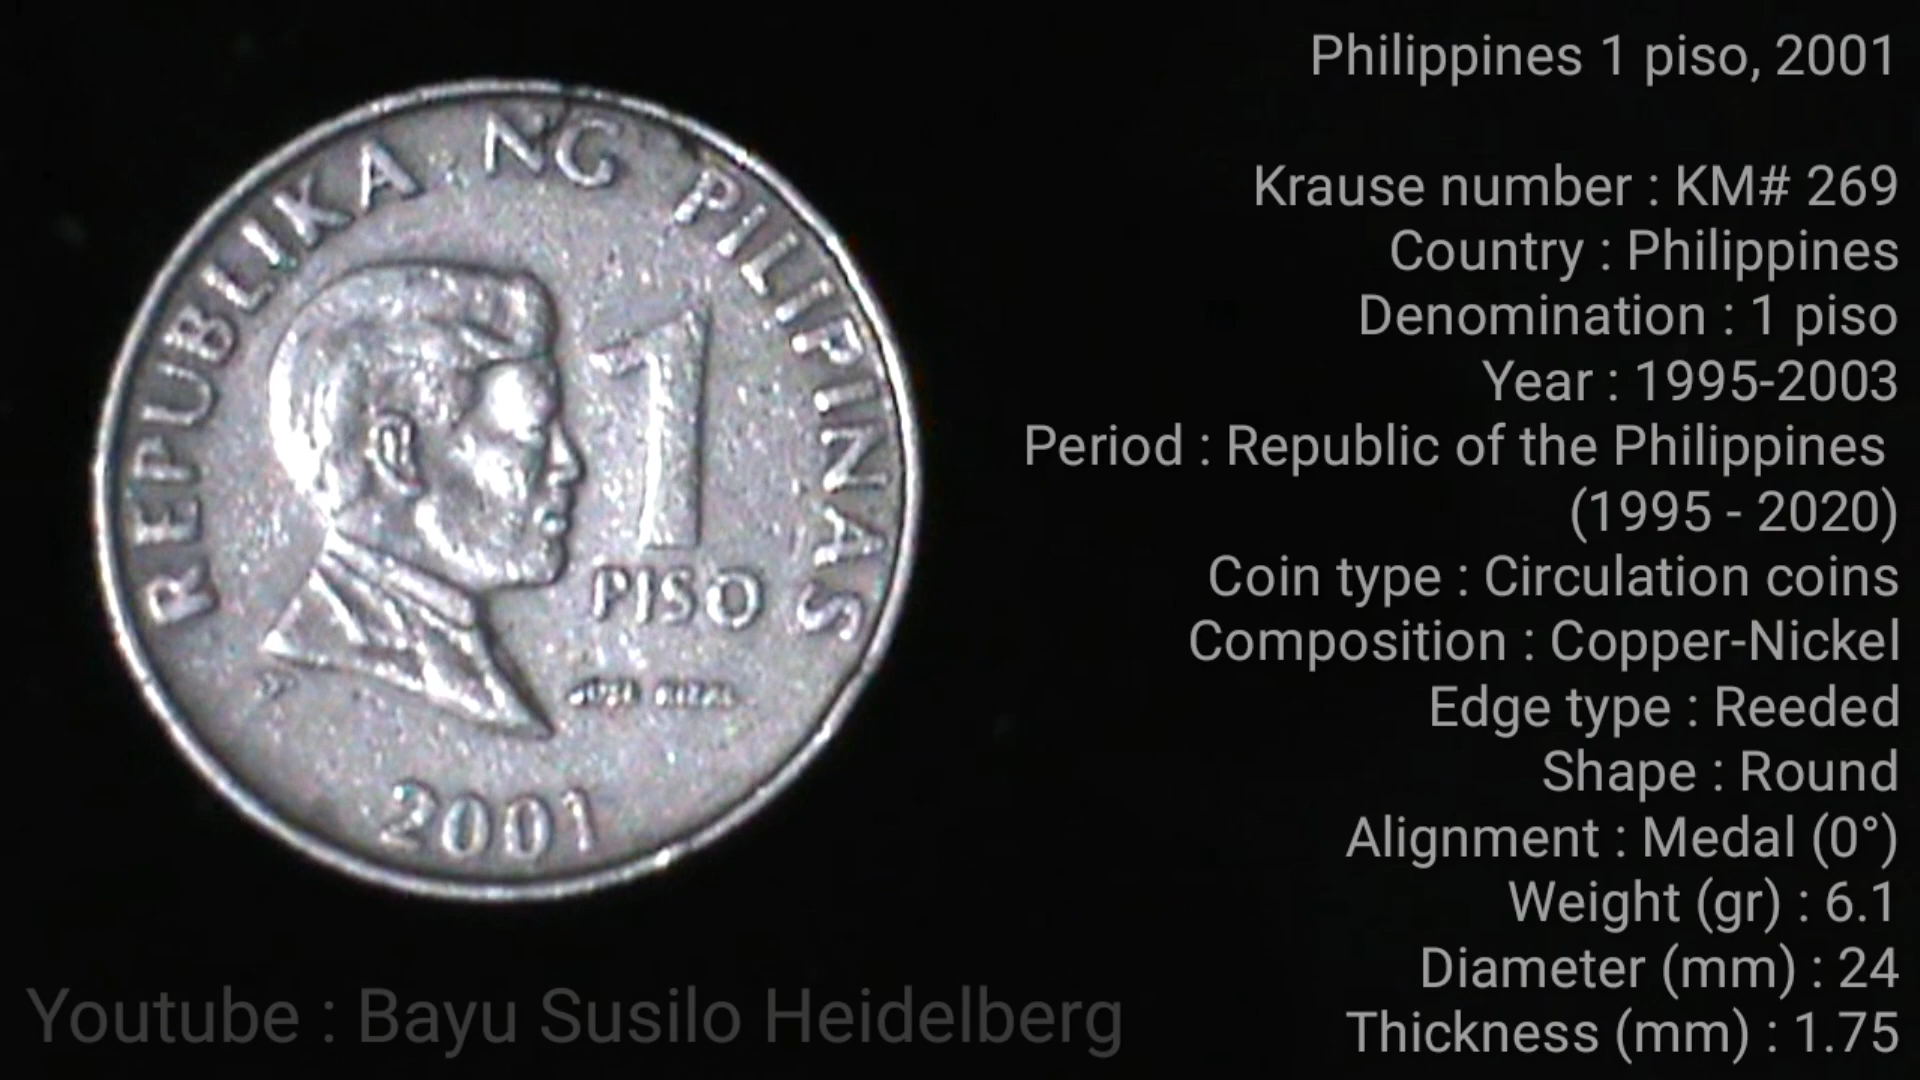 REPUBLIKA NG PILIPINAS
1
PISO
JOSE RIZAL
2001
Philippines 1 piso, 2001
Krause number : KM# 269
Country : Philippines
Denomination : 1 piso
Year : 1995-2003
Period : Republic of the Philippines
(1995 - 2020)
Coin type : Circulation coins
Composition : Copper-Nickel
Edge type : Reeded
Shape : Round
Alignment : Medal (0°)
Weight (gr) : 6.1
Diameter (mm) : 24
Thickness (mm) : 1.75
Youtube : Bayu Susilo Heidelberg